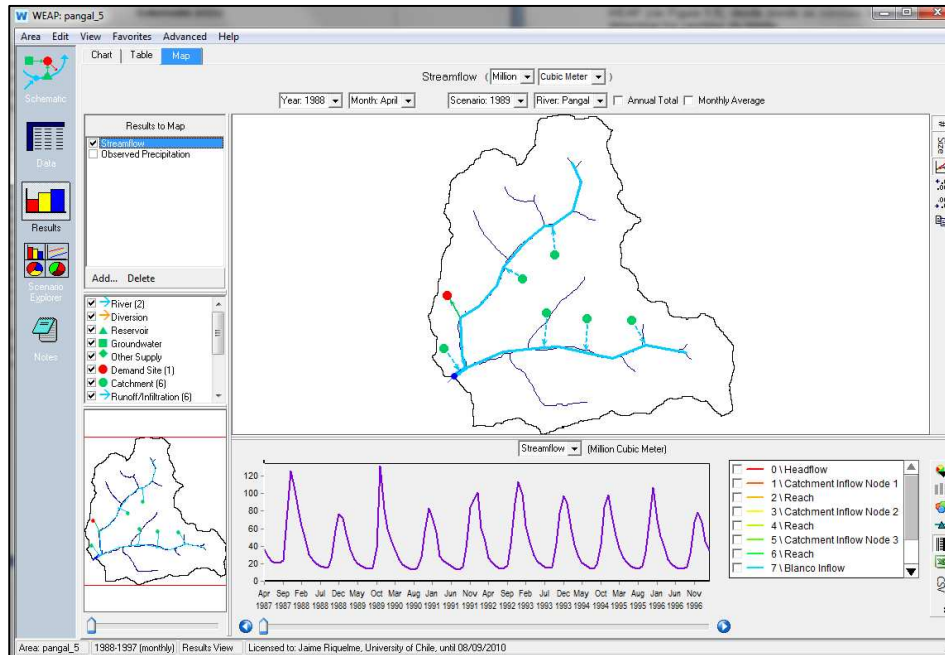 WEAP: pangal_5
Area Edit View Favorites Advanced Help
Chart Table Map
Streamflow ( Million Cubic Meter )
Year: 1988 Month: April Scenario: 1989 River: Pangal Annual Total Monthly Average
Schematic
Data
Results
Scenario
Explorer
Notes
Results to Map
Streamflow
Observed Precipitation
Add... Delete
River (2)
Diversion
Reservoir
Groundwater
Other Supply
Demand Site (1)
Catchment (6)
Runoff/Infiltration (6)
Size
Streamflow (Million Cubic Meter)
120
100
80
60
40
20
0
Apr Sep Feb Jul Dec May Oct Mar Aug Jan Jun Nov Apr Sep Feb Jul Dec May Oct Mar Aug Jan Jun Nov
1987 1987 1988 1988 1988 1989 1989 1990 1990 1991 1991 1991 1992 1992 1993 1993 1993 1994 1994 1995 1995 1996 1996 1996
0 \ Headflow
1 \ Catchment Inflow Node 1
2 \ Reach
3 \ Catchment Inflow Node 2
4 \ Reach
5 \ Catchment Inflow Node 3
6 \ Reach
7 \ Blanco Inflow
Area: pangal_5 1988-1997 (monthly) Results View Licensed to: Jaime Riquelme, University of Chile, until 08/09/2010